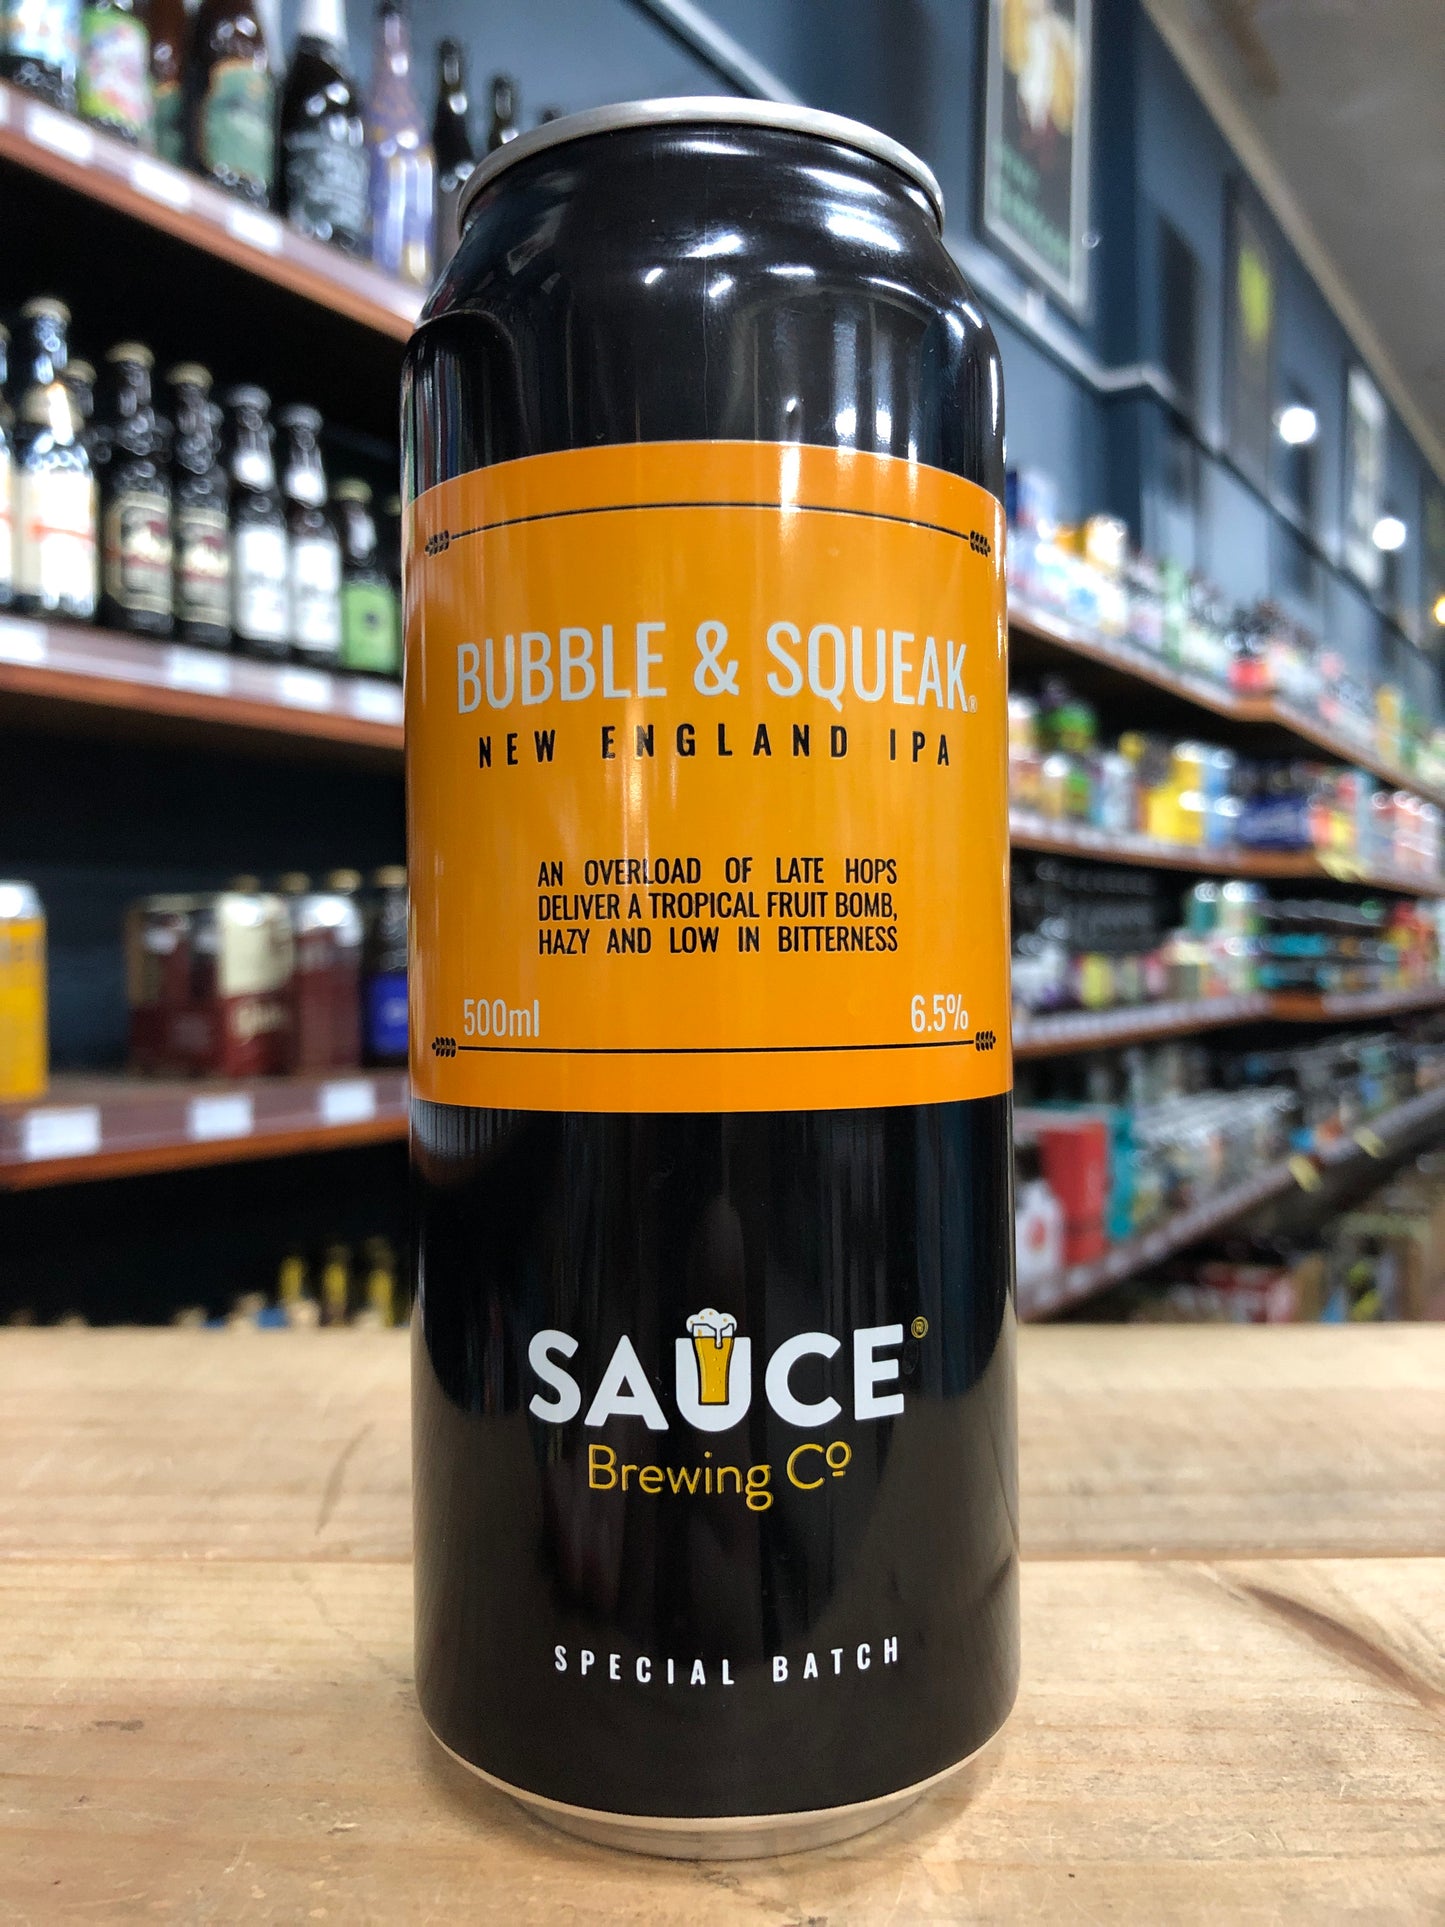 BUBBLE & SQUEAK®
NEW ENGLAND IPA
AN OVERLOAD OF LATE HOPS
DELIVER A TROPICAL FRUIT BOMB,
HAZY AND LOW IN BITTERNESS
500ml 6.5%
SAUCE®
Brewing Cº
SPECIAL BATCH